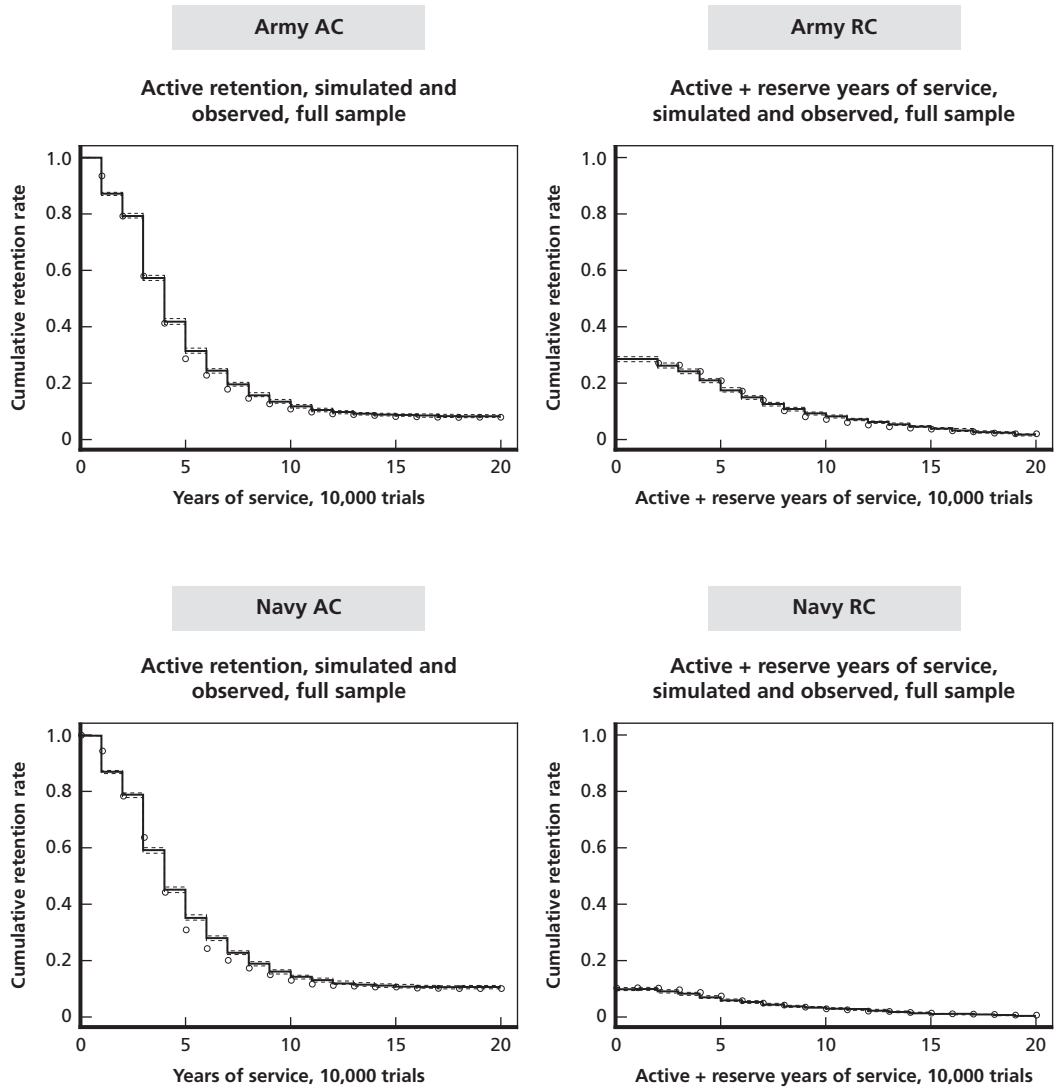 Army AC
Active retention, simulated and
observed, full sample
Cumulative retention rate
1.0
0.8
0.6
0.4
0.2
0
0 5 10 15 20
Years of service, 10,000 trials
Army RC
Active + reserve years of service,
simulated and observed, full sample
Cumulative retention rate
1.0
0.8
0.6
0.4
0.2
0
0 5 10 15 20
Active + reserve years of service, 10,000 trials
Navy AC
Active retention, simulated and
observed, full sample
Cumulative retention rate
1.0
0.8
0.6
0.4
0.2
0
0 5 10 15 20
Years of service, 10,000 trials
Navy RC
Active + reserve years of service,
simulated and observed, full sample
Cumulative retention rate
1.0
0.8
0.6
0.4
0.2
0
0 5 10 15 20
Active + reserve years of service, 10,000 trials